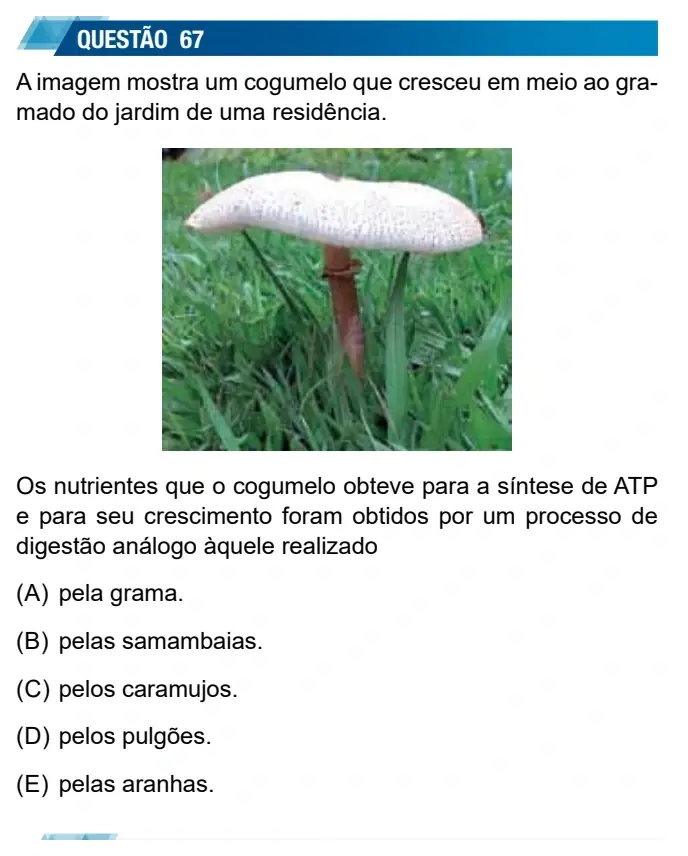 QUESTÃO 67
A imagem mostra um cogumelo que cresceu em meio ao gra-
mado do jardim de uma residência.
Os nutrientes que o cogumelo obteve para a síntese de ATP
e para seu crescimento foram obtidos por um processo de
digestão análogo àquele realizado
(A) pela grama.
(B) pelas samambaias.
(C) pelos caramujos.
(D) pelos pulgões.
(E) pelas aranhas.